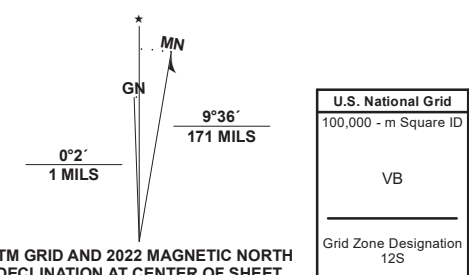 ★
MN
GN
9°36´
171 MILS
0°2´
1 MILS
TM GRID AND 2022 MAGNETIC NORTH
DECLINATION AT CENTER OF SHEET
U.S. National Grid
100,000 - m Square ID
VB
Grid Zone Designation
12S